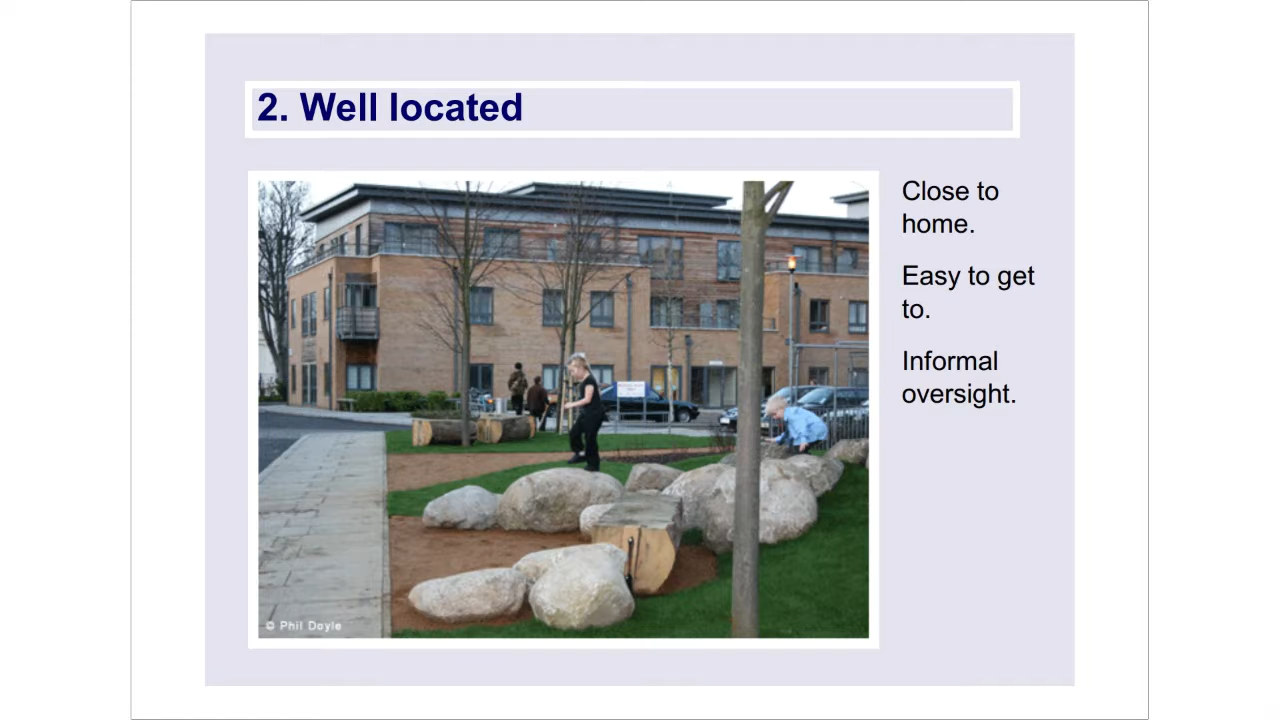 2. Well located
Close to
home.
Easy to get
to.
Informal
oversight.
© Phil Doyle